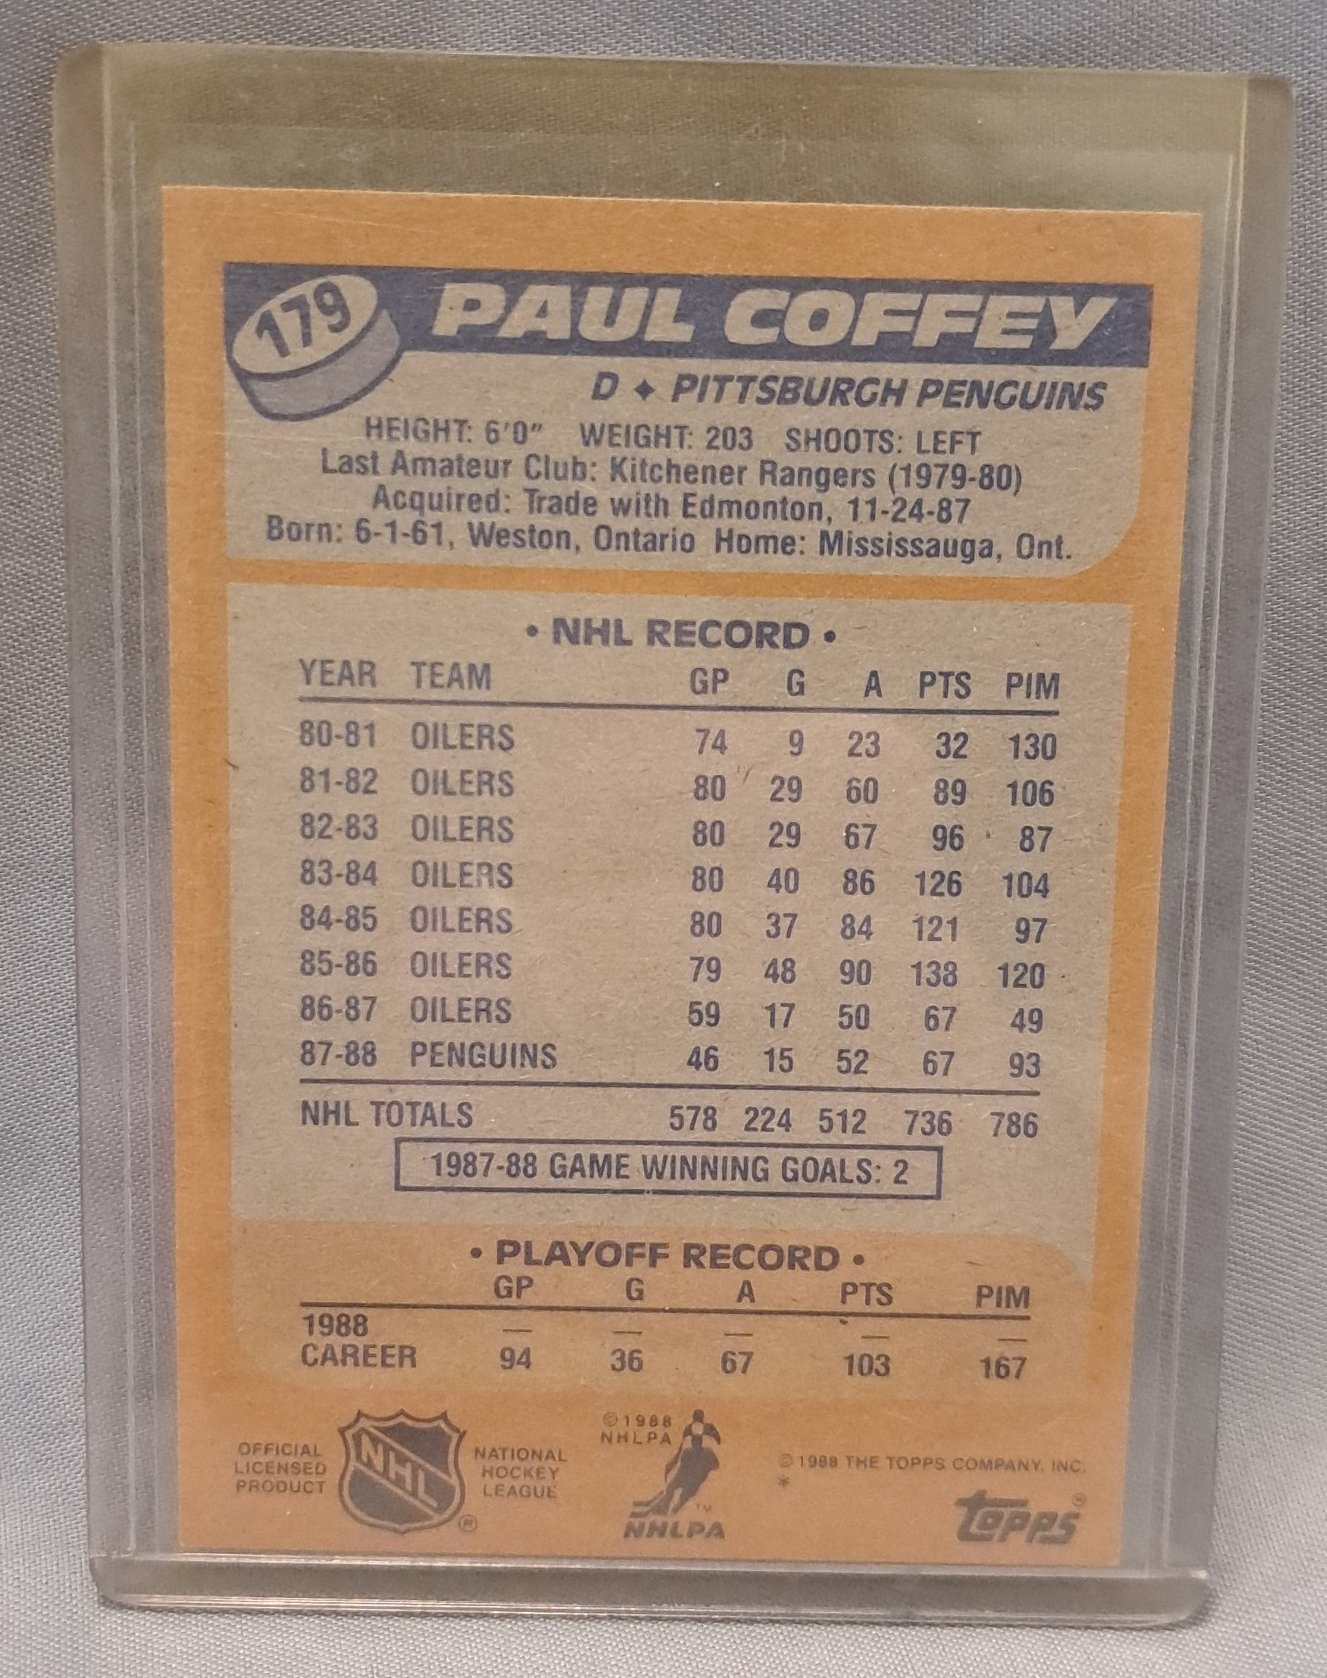 179 PAUL COFFEY
D ✦ PITTSBURGH PENGUINS
HEIGHT: 6'0" WEIGHT: 203 SHOOTS: LEFT
Last Amateur Club: Kitchener Rangers (1979-80)
Acquired: Trade with Edmonton, 11-24-87
Born: 6-1-61, Weston, Ontario Home: Mississauga, Ont.
• NHL RECORD •
YEAR TEAM GP G A PTS PIM
80-81 OILERS 74 9 23 32 130
81-82 OILERS 80 29 60 89 106
82-83 OILERS 80 29 67 96 87
83-84 OILERS 80 40 86 126 104
84-85 OILERS 80 37 84 121 97
85-86 OILERS 79 48 90 138 120
86-87 OILERS 59 17 50 67 49
87-88 PENGUINS 46 15 52 67 93
NHL TOTALS 578 224 512 736 786
1987-88 GAME WINNING GOALS: 2
• PLAYOFF RECORD •
GP G A PTS PIM
1988 — — — — —
CAREER 94 36 67 103 167
OFFICIAL
LICENSED
PRODUCT
NHL
®
NATIONAL
HOCKEY
LEAGUE
©1988
NHLPA
™
NHLPA
©1988 THE TOPPS COMPANY, INC.
*
TOPPS®